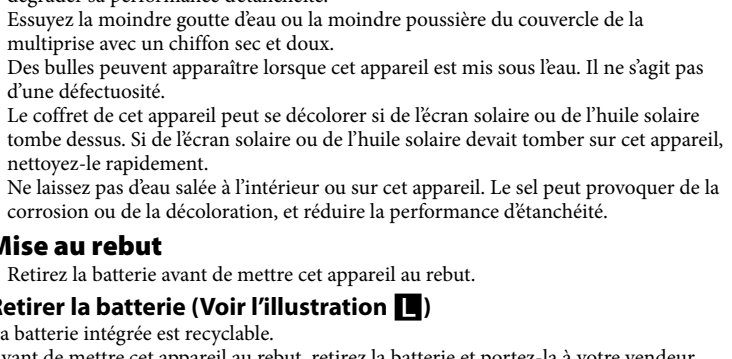 dégrader sa performance d'étanchéité.
Essuyez la moindre goutte d'eau ou la moindre poussière du couvercle de la
multiprise avec un chiffon sec et doux.
Des bulles peuvent apparaître lorsque cet appareil est mis sous l'eau. Il ne s'agit pas
d'une défectuosité.
Le coffret de cet appareil peut se décolorer si de l'écran solaire ou de l'huile solaire
tombe dessus. Si de l'écran solaire ou de l'huile solaire devait tomber sur cet appareil,
nettoyez-le rapidement.
Ne laissez pas d'eau salée à l'intérieur ou sur cet appareil. Le sel peut provoquer de la
corrosion ou de la décoloration, et réduire la performance d'étanchéité.
Mise au rebut
Retirez la batterie avant de mettre cet appareil au rebut.
Retirer la batterie (Voir l'illustration L)
La batterie intégrée est recyclable.
Avant de mettre cet appareil au rebut, retirez la batterie et portez-la à votre vendeur.